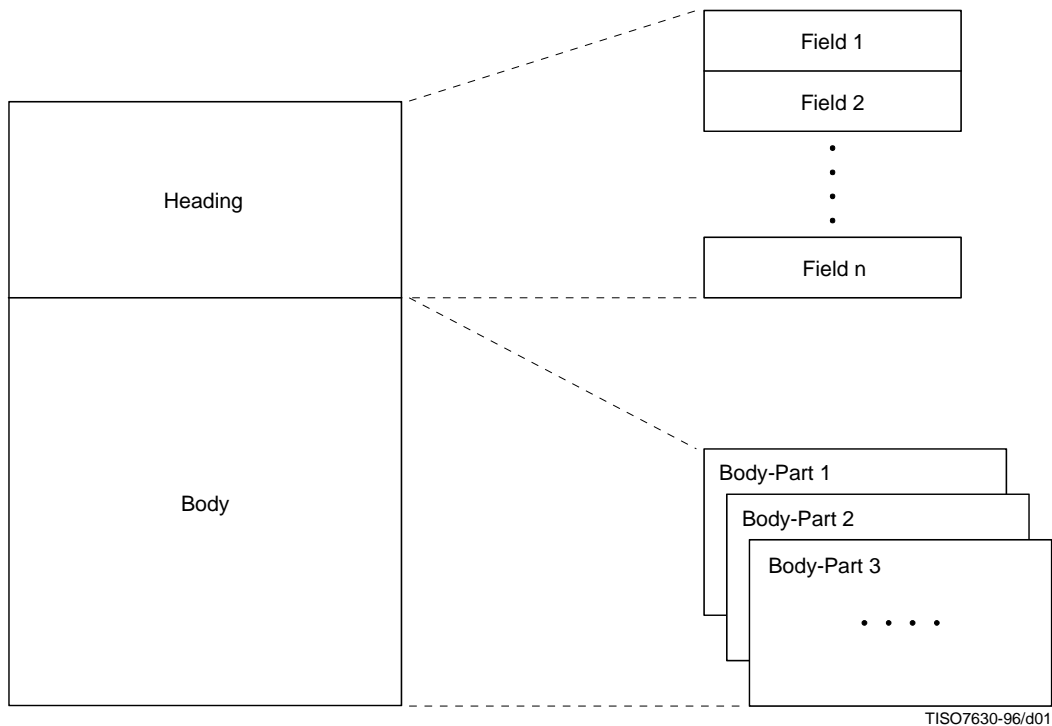 Field 1
Field 2
Heading
Field n
Body-Part 1
Body
Body-Part 2
Body-Part 3
TISO7630-96/d01